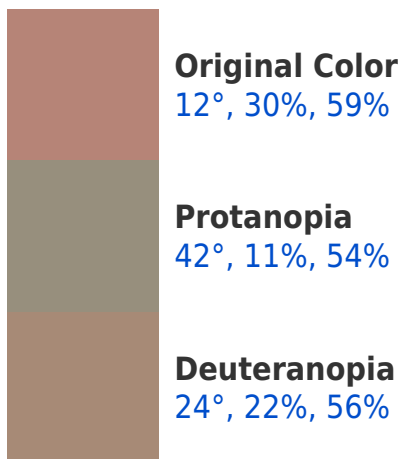 Original Color
12°, 30%, 59%
Protanopia
42°, 11%, 54%
Deuteranopia
24°, 22%, 56%